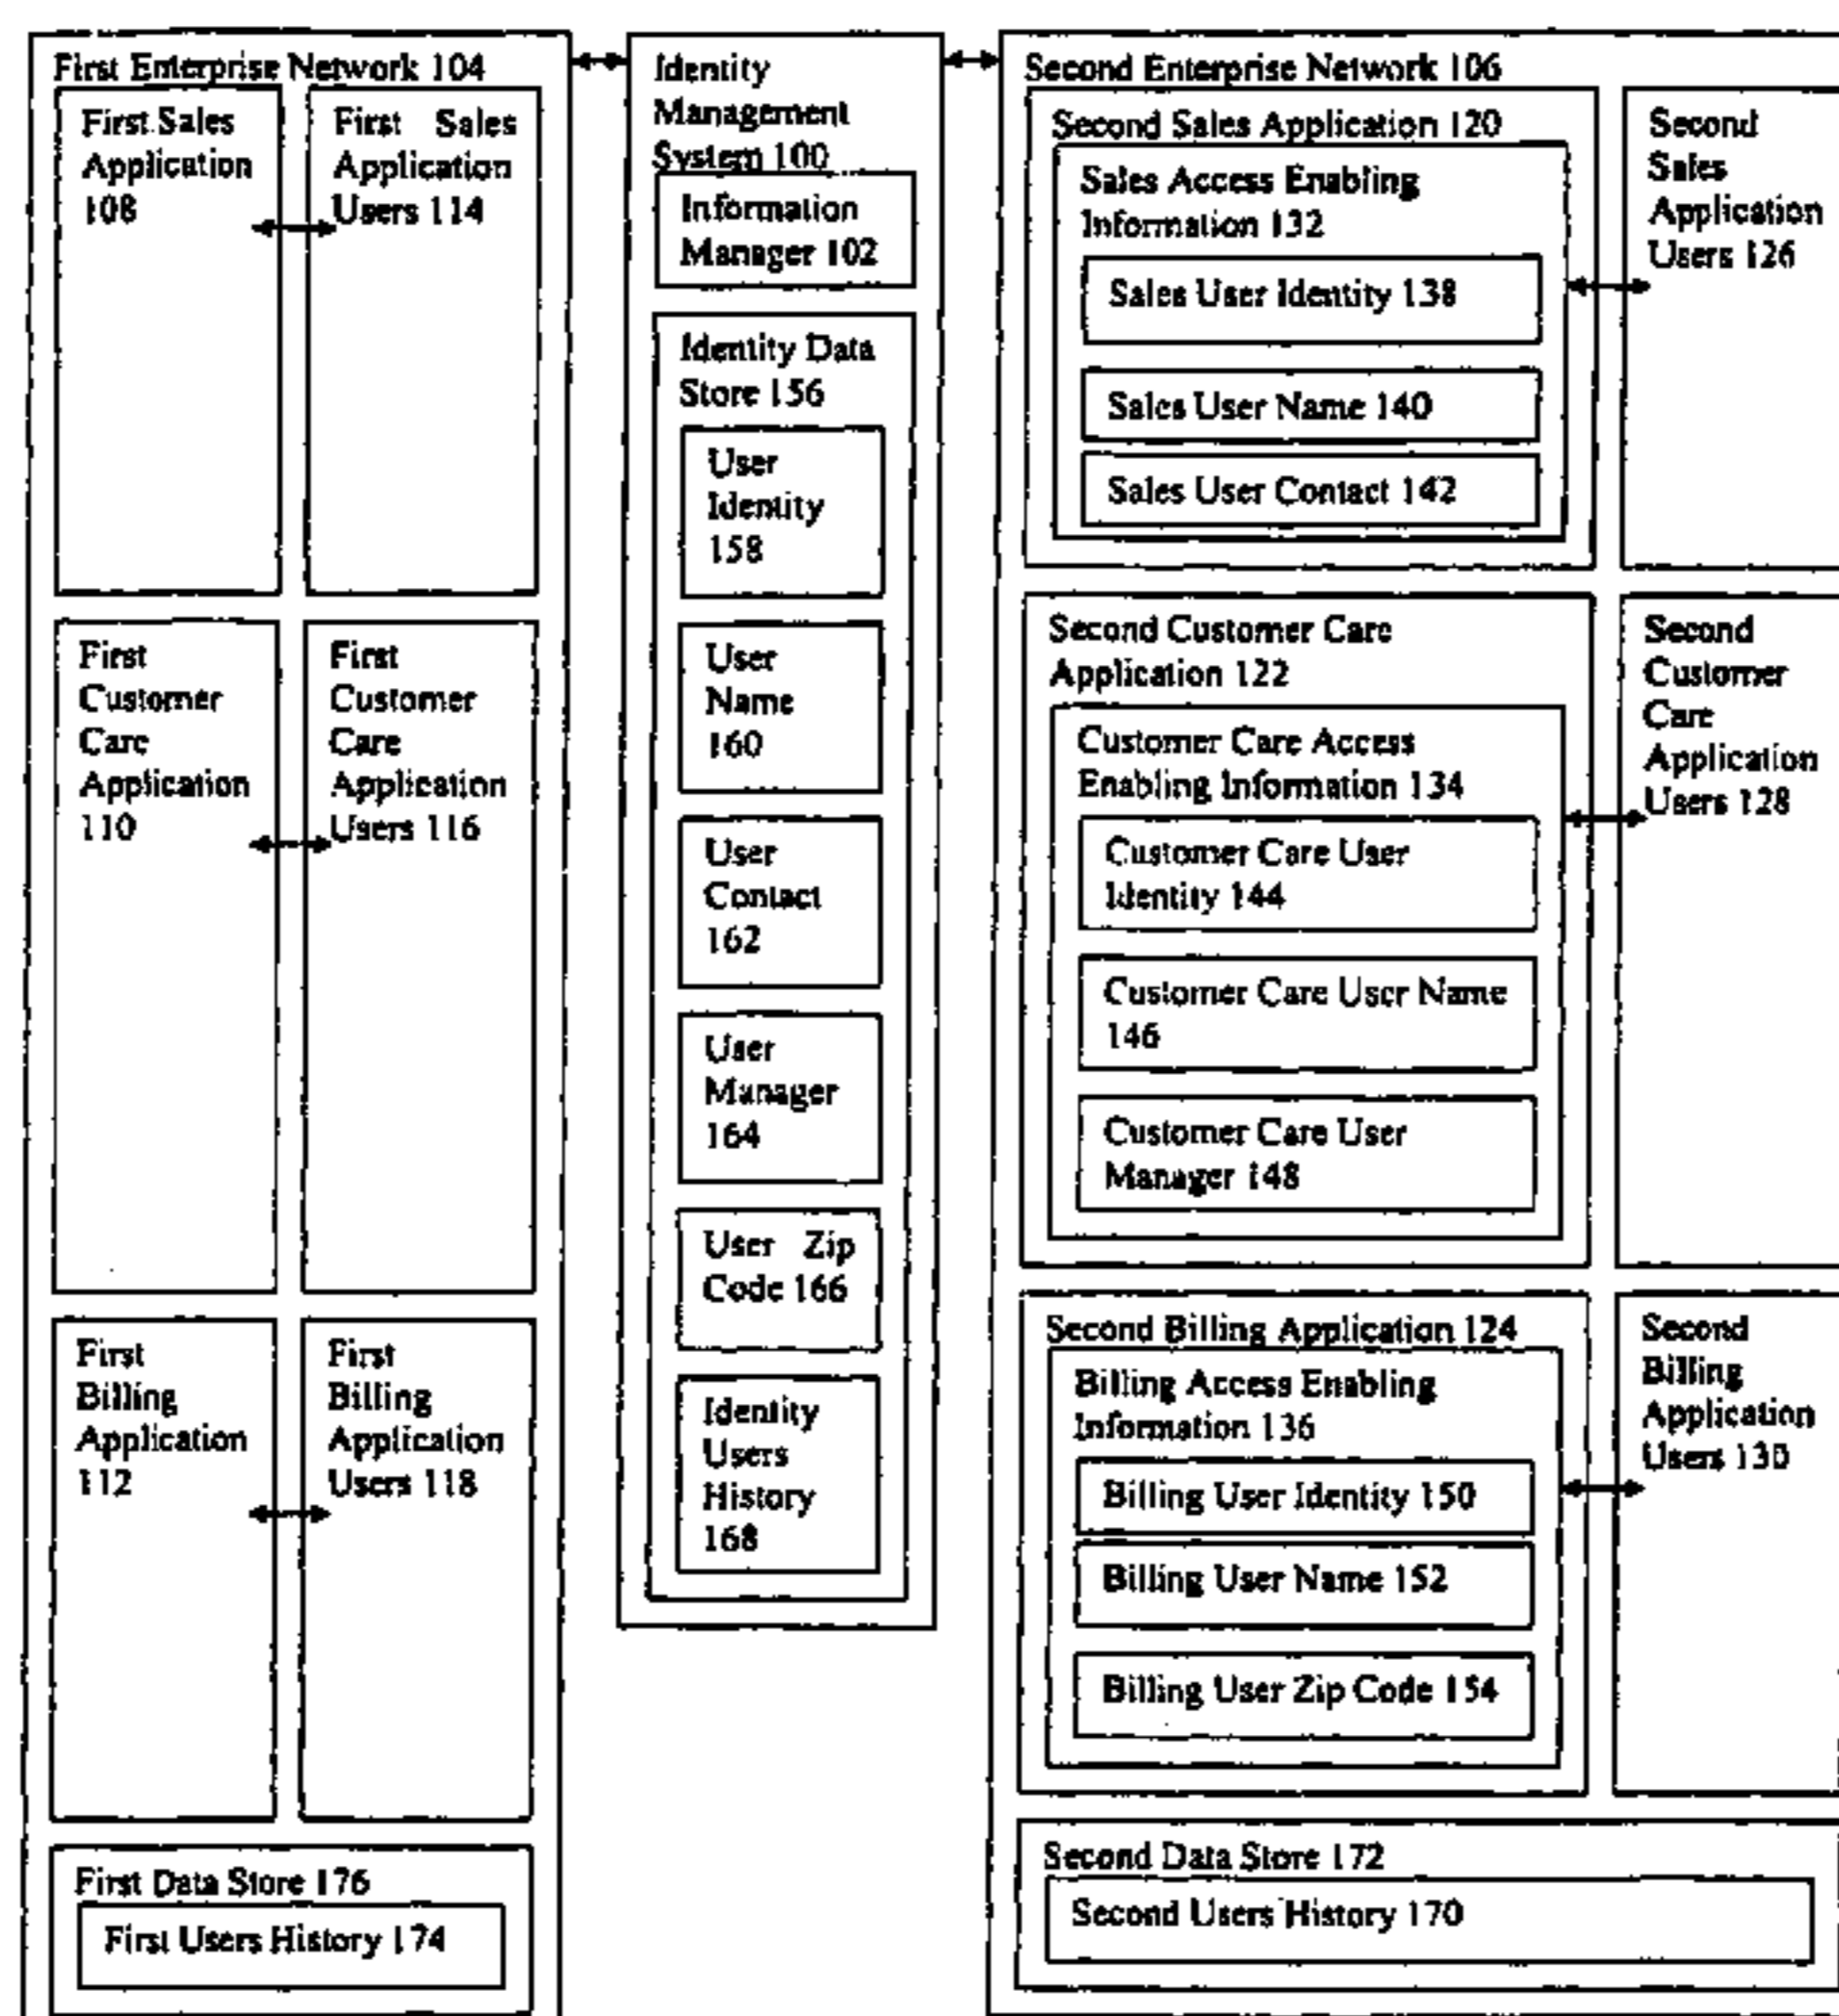 First Enterprise Network 104
First Sales
Application
108
First Sales
Application
Users 114
First
Customer
Care
Application
110
First
Customer
Care
Application
Users 116
First
Billing
Application
112
First
Billing
Application
Users 118
First Data Store 176
First Users History 174
Identity
Management
System 100
Information
Manager 102
Identity Data
Store 156
User
Identity
158
User
Name
160
User
Contact
162
User
Manager
164
User Zip
Code 166
Identity
Users
History
168
Second Enterprise Network 106
Second Sales Application 120
Sales Access Enabling
Information 132
Sales User Identity 138
Sales User Name 140
Sales User Contact 142
Second
Sales
Application
Users 126
Second Customer Care
Application 122
Customer Care Access
Enabling Information 134
Customer Care User
Identity 144
Customer Care User Name
146
Customer Care User
Manager 148
Second
Customer
Care
Application
Users 128
Second Billing Application 124
Billing Access Enabling
Information 136
Billing User Identity 150
Billing User Name 152
Billing User Zip Code 154
Second
Billing
Application
Users 130
Second Data Store 172
Second Users History 170